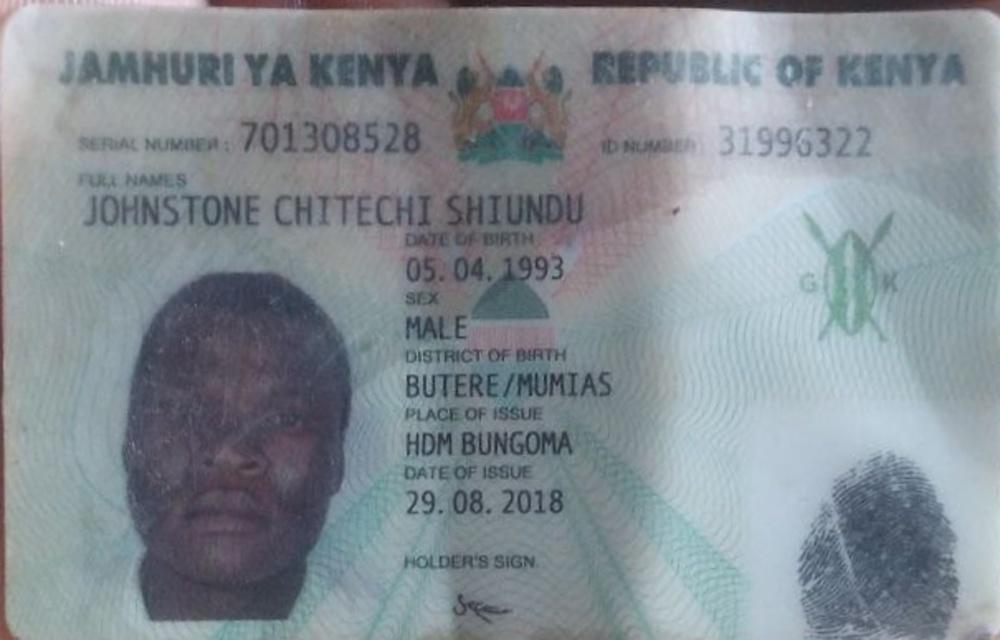 JAMHURI YA KENYA REPUBLIC OF KENYA
SERIAL NUMBER: 701308528 ID NUMBER: 31996322
FULL NAMES
JOHNSTONE CHITECHI SHIUNDU
DATE OF BIRTH
05. 04. 1993
SEX
MALE
G K
DISTRICT OF BIRTH
BUTERE/MUMIAS
PLACE OF ISSUE
HDM BUNGOMA
DATE OF ISSUE
29. 08. 2018
HOLDER'S SIGN.